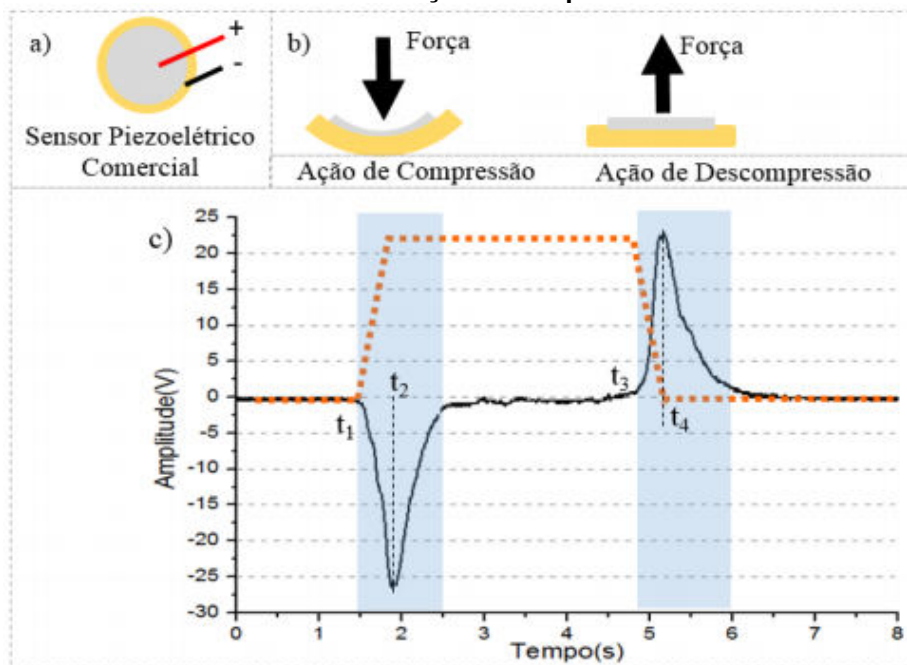 a)
+
-
Sensor Piezoelétrico
Comercial
b)
Força
Força
Ação de Compressão
Ação de Descompressão
c)
25
20
15
10
5
0
-5
-10
-15
-20
-25
-30
Amplitude(V)
t1
t2
t3
t4
0 1 2 3 4 5 6 7 8
Tempo(s)